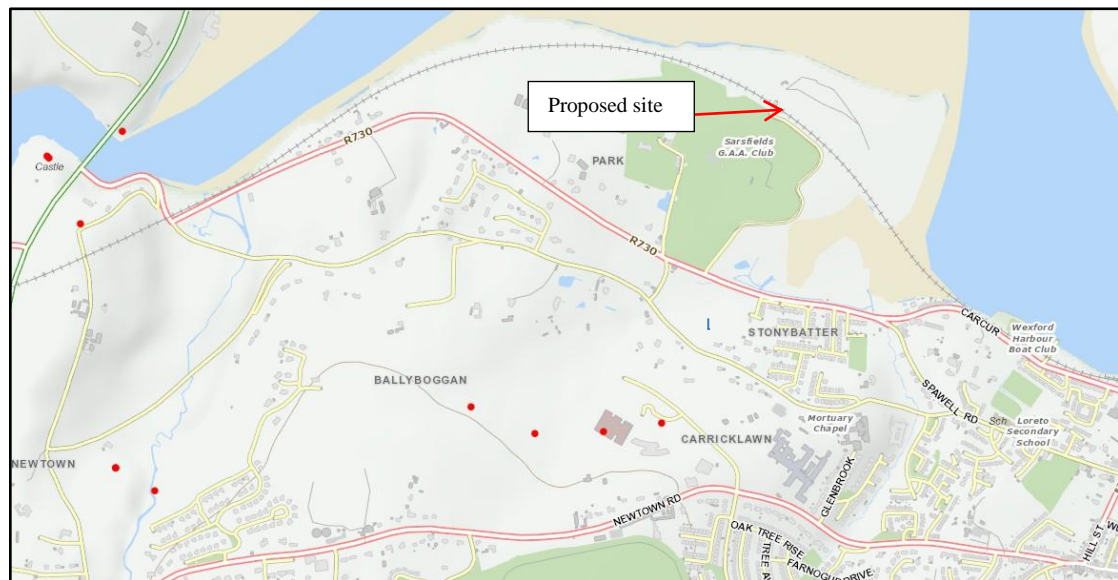 Proposed site
R730
Castle
PARK
Sarsfields
G.A.A. Club
R730
STONYBATTER
CARCUR
Wexford
Harbour
Boat Club
BALLYBOGGAN
SPAWELL RD
Sch
Loreto
Secondary
School
Mortuary
Chapel
CARRICKLAWN
NEWTOWN
GLENBROOK
NEWTOWN RD
OAK TREE RISE
TREE
FARNOGUE DRIVE
HILL ST